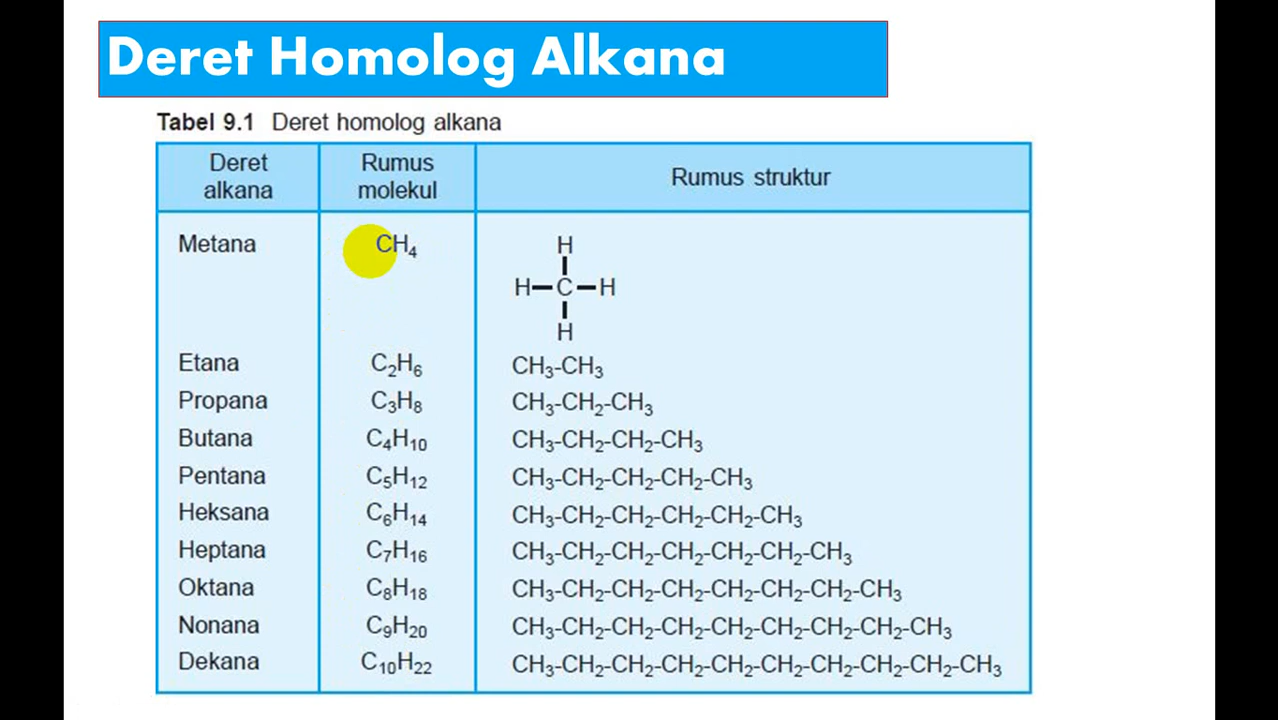 Deret Homolog Alkana
Tabel 9.1 Deret homolog alkana
Deret alkana Rumus molekul Rumus struktur
Metana CH₄ H
H–C–H
H
Etana C₂H₆ CH₃-CH₃
Propana C₃H₈ CH₃-CH₂-CH₃
Butana C₄H₁₀ CH₃-CH₂-CH₂-CH₃
Pentana C₅H₁₂ CH₃-CH₂-CH₂-CH₂-CH₃
Heksana C₆H₁₄ CH₃-CH₂-CH₂-CH₂-CH₂-CH₃
Heptana C₇H₁₆ CH₃-CH₂-CH₂-CH₂-CH₂-CH₂-CH₃
Oktana C₈H₁₈ CH₃-CH₂-CH₂-CH₂-CH₂-CH₂-CH₂-CH₃
Nonana C₉H₂₀ CH₃-CH₂-CH₂-CH₂-CH₂-CH₂-CH₂-CH₂-CH₃
Dekana C₁₀H₂₂ CH₃-CH₂-CH₂-CH₂-CH₂-CH₂-CH₂-CH₂-CH₂-CH₃